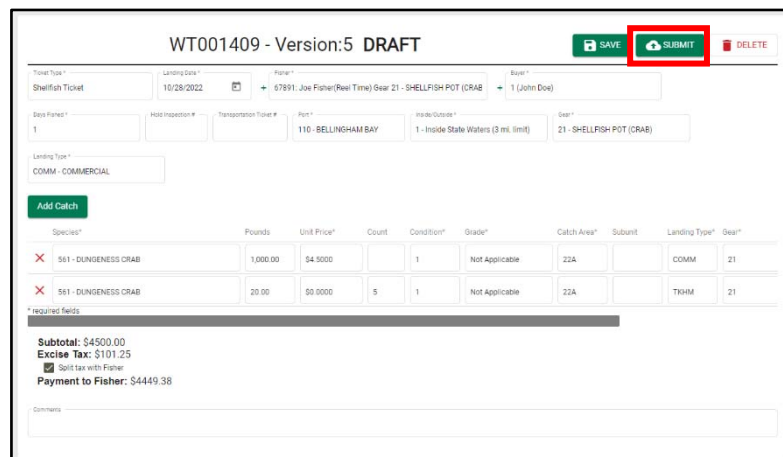 WT001409 - Version:5 DRAFT SAVE SUBMIT DELETE
Ticket Type * Landing Date * Fisher * Buyer *
Shellfish Ticket 10/28/2022 + 67891: Joe Fisher(Reel Time) Gear 21 - SHELLFISH POT (CRAB + 1 (John Doe)
Days Fished * Hold Inspection # Transportation Ticket # Port * Inside/Outside * Gear *
1 110 - BELLINGHAM BAY 1 - Inside State Waters (3 mi. limit) 21 - SHELLFISH POT (CRAB)
Landing Type *
COMM - COMMERCIAL
Add Catch
Species* Pounds Unit Price* Count Condition* Grade* Catch Area* Subunit Landing Type* Gear*
561 - DUNGENESS CRAB 1,000.00 $4.5000 1 Not Applicable 22A COMM 21
561 - DUNGENESS CRAB 20.00 $0.0000 5 1 Not Applicable 22A TKHM 21
* required fields
Subtotal: $4500.00
Excise Tax: $101.25
Split tax with Fisher
Payment to Fisher: $4449.38
Comments